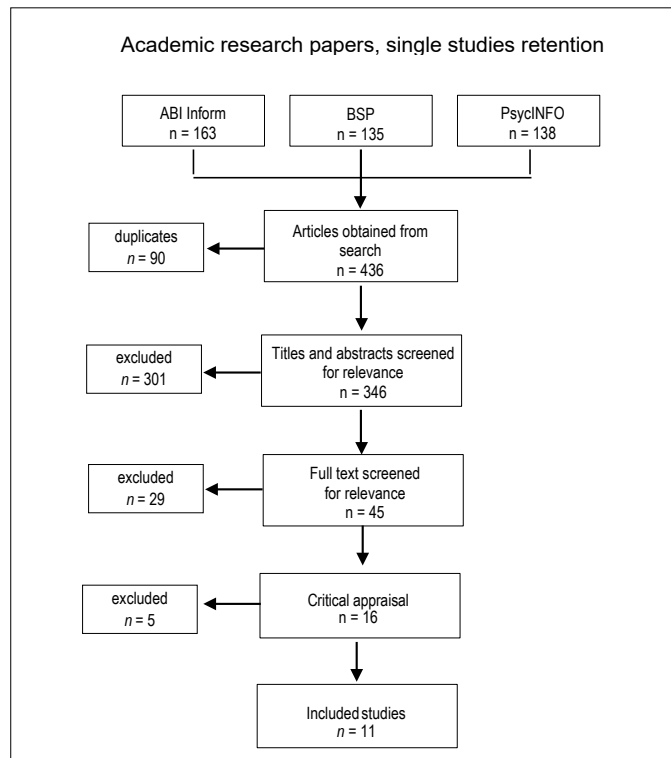 Academic research papers, single studies retention
ABI Inform
n = 163
BSP
n = 135
PsycINFO
n = 138
duplicates
n = 90
Articles obtained from
search
n = 436
excluded
n = 301
Titles and abstracts screened
for relevance
n = 346
excluded
n = 29
Full text screened
for relevance
n = 45
excluded
n = 5
Critical appraisal
n = 16
Included studies
n = 11